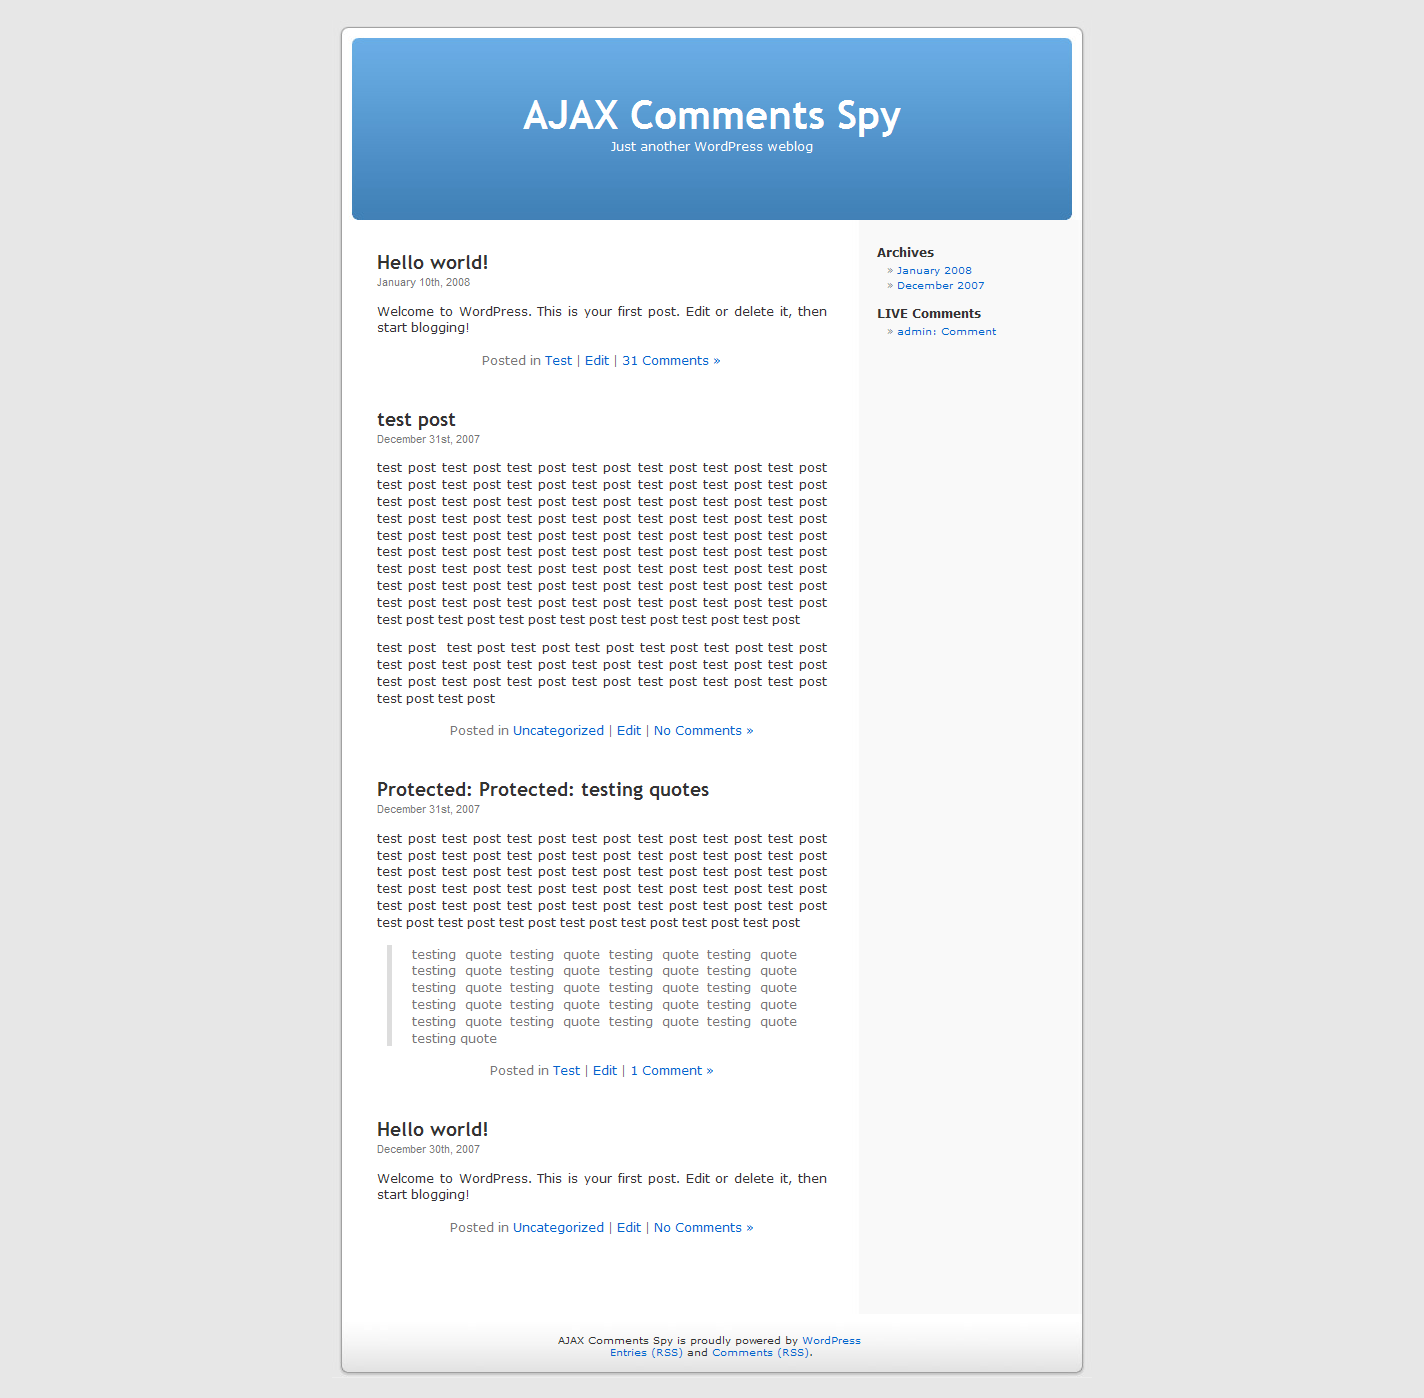 AJAX Comments Spy
Just another WordPress weblog
Hello world!
January 10th, 2008
Welcome to WordPress. This is your first post. Edit or delete it, then
start blogging!
Posted in Test | Edit | 31 Comments »
test post
December 31st, 2007
test post test post test post test post test post test post test post
test post test post test post test post test post test post test post
test post test post test post test post test post test post test post
test post test post test post test post test post test post test post
test post test post test post test post test post test post test post
test post test post test post test post test post test post test post
test post test post test post test post test post test post test post
test post test post test post test post test post test post test post
test post test post test post test post test post test post test post
test post test post test post test post test post test post test post
test post  test post test post test post test post test post test post
test post test post test post test post test post test post test post
test post test post test post test post test post test post test post
test post test post
Posted in Uncategorized | Edit | No Comments »
Protected: Protected: testing quotes
December 31st, 2007
test post test post test post test post test post test post test post
test post test post test post test post test post test post test post
test post test post test post test post test post test post test post
test post test post test post test post test post test post test post
test post test post test post test post test post test post test post
test post test post test post test post test post test post test post
testing quote testing quote testing quote testing quote
testing quote testing quote testing quote testing quote
testing quote testing quote testing quote testing quote
testing quote testing quote testing quote testing quote
testing quote testing quote testing quote testing quote
testing quote
Posted in Test | Edit | 1 Comment »
Hello world!
December 30th, 2007
Welcome to WordPress. This is your first post. Edit or delete it, then
start blogging!
Posted in Uncategorized | Edit | No Comments »
Archives
» January 2008
» December 2007
LIVE Comments
» admin: Comment
AJAX Comments Spy is proudly powered by WordPress
Entries (RSS) and Comments (RSS).